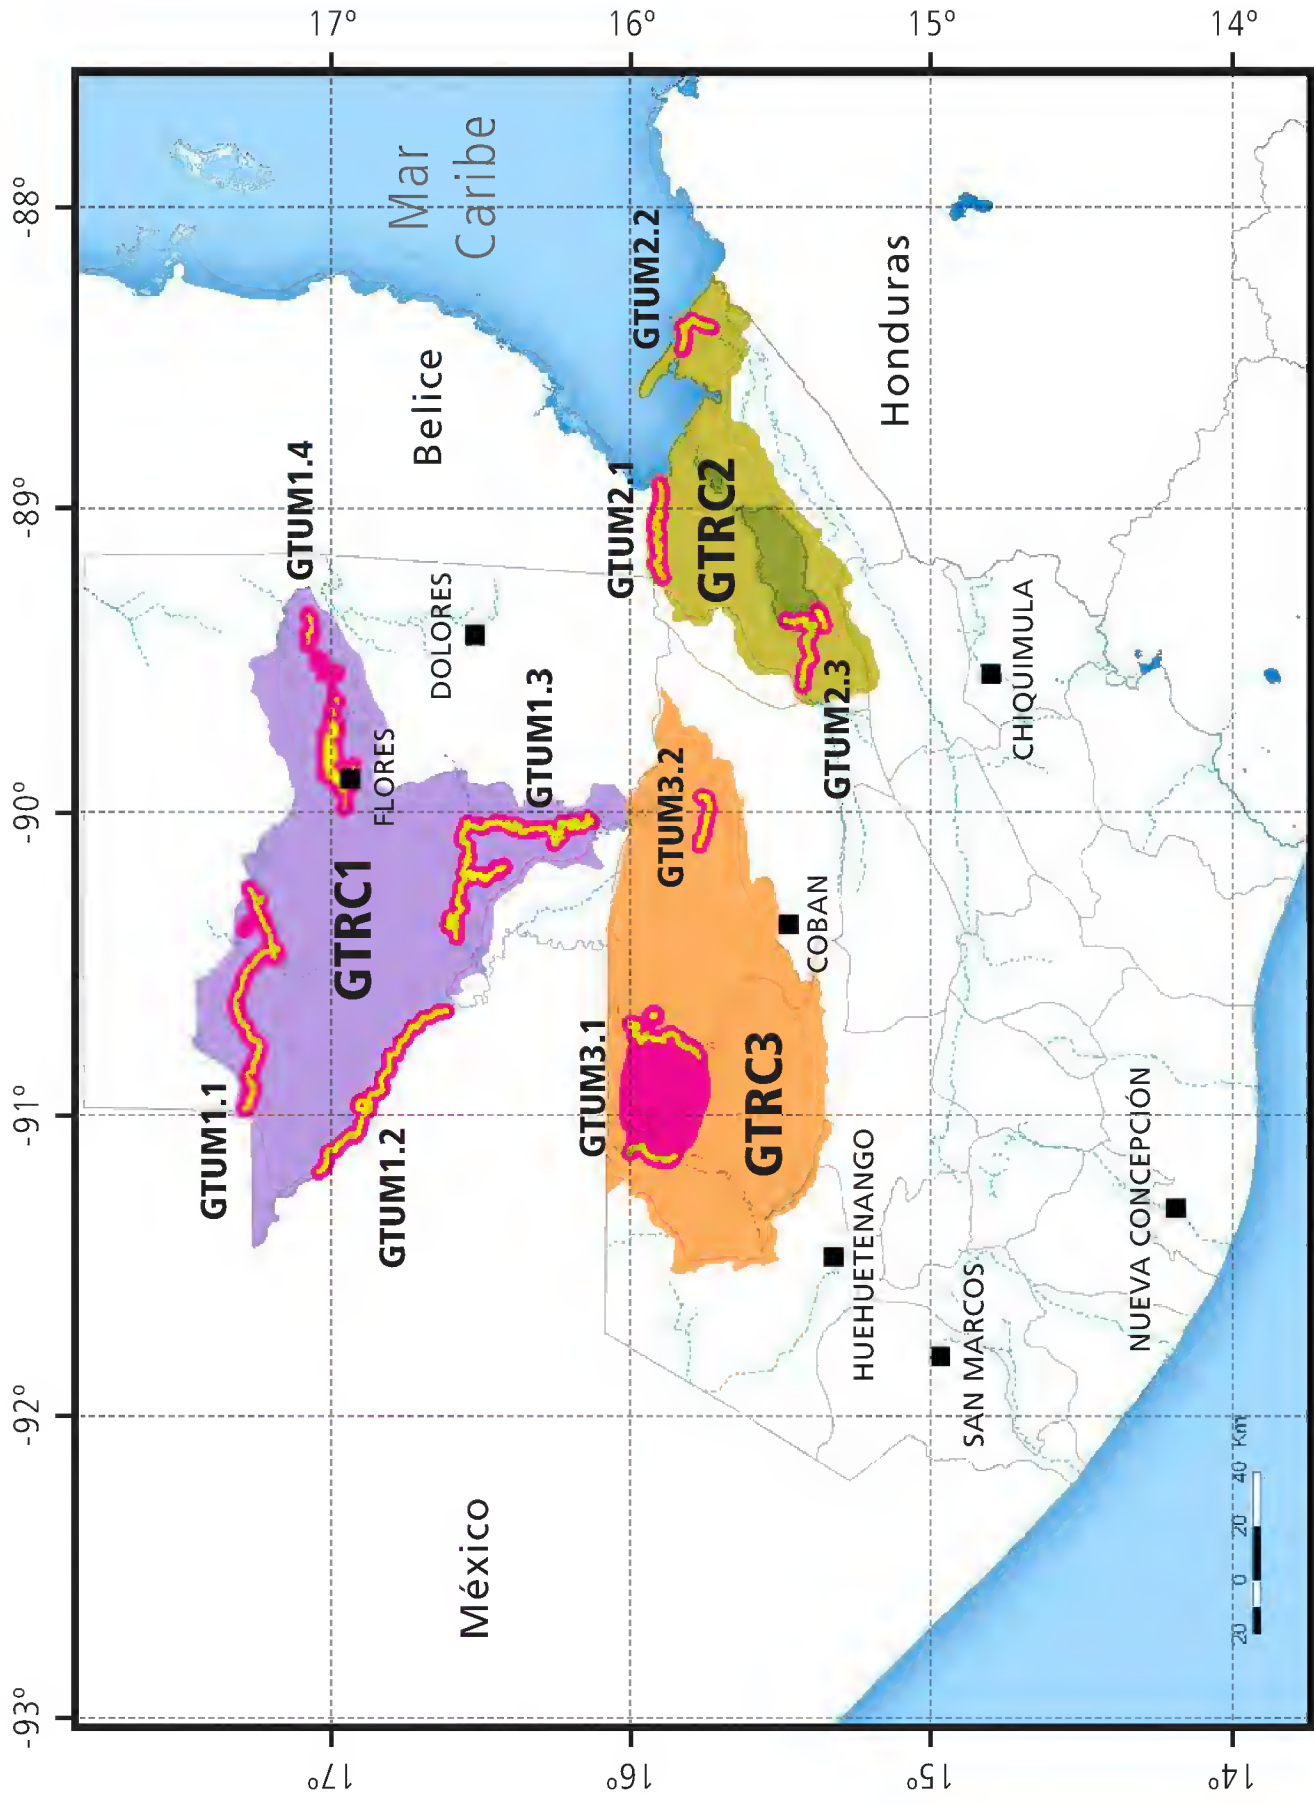 -93°
-92°
-91°
-90°
-89°
-88°
17°
17°
GTUM1.1
GTUM1.4
Mar
Caribe
GTRC1
GTUM1.2
FLORES
Belice
DOLORES
México
GTUM1.3
16°
16°
GTUM3.1
GTUM2.1
GTUM2.2
GTUM3.2
GTRC2
GTRC3
COBAN
GTUM2.3
HUEHUETENANGO
Honduras
15°
15°
SAN MARCOS
CHIQUIMULA
NUEVA CONCEPCIÓN
14°
14°
20 0 20 40 Km